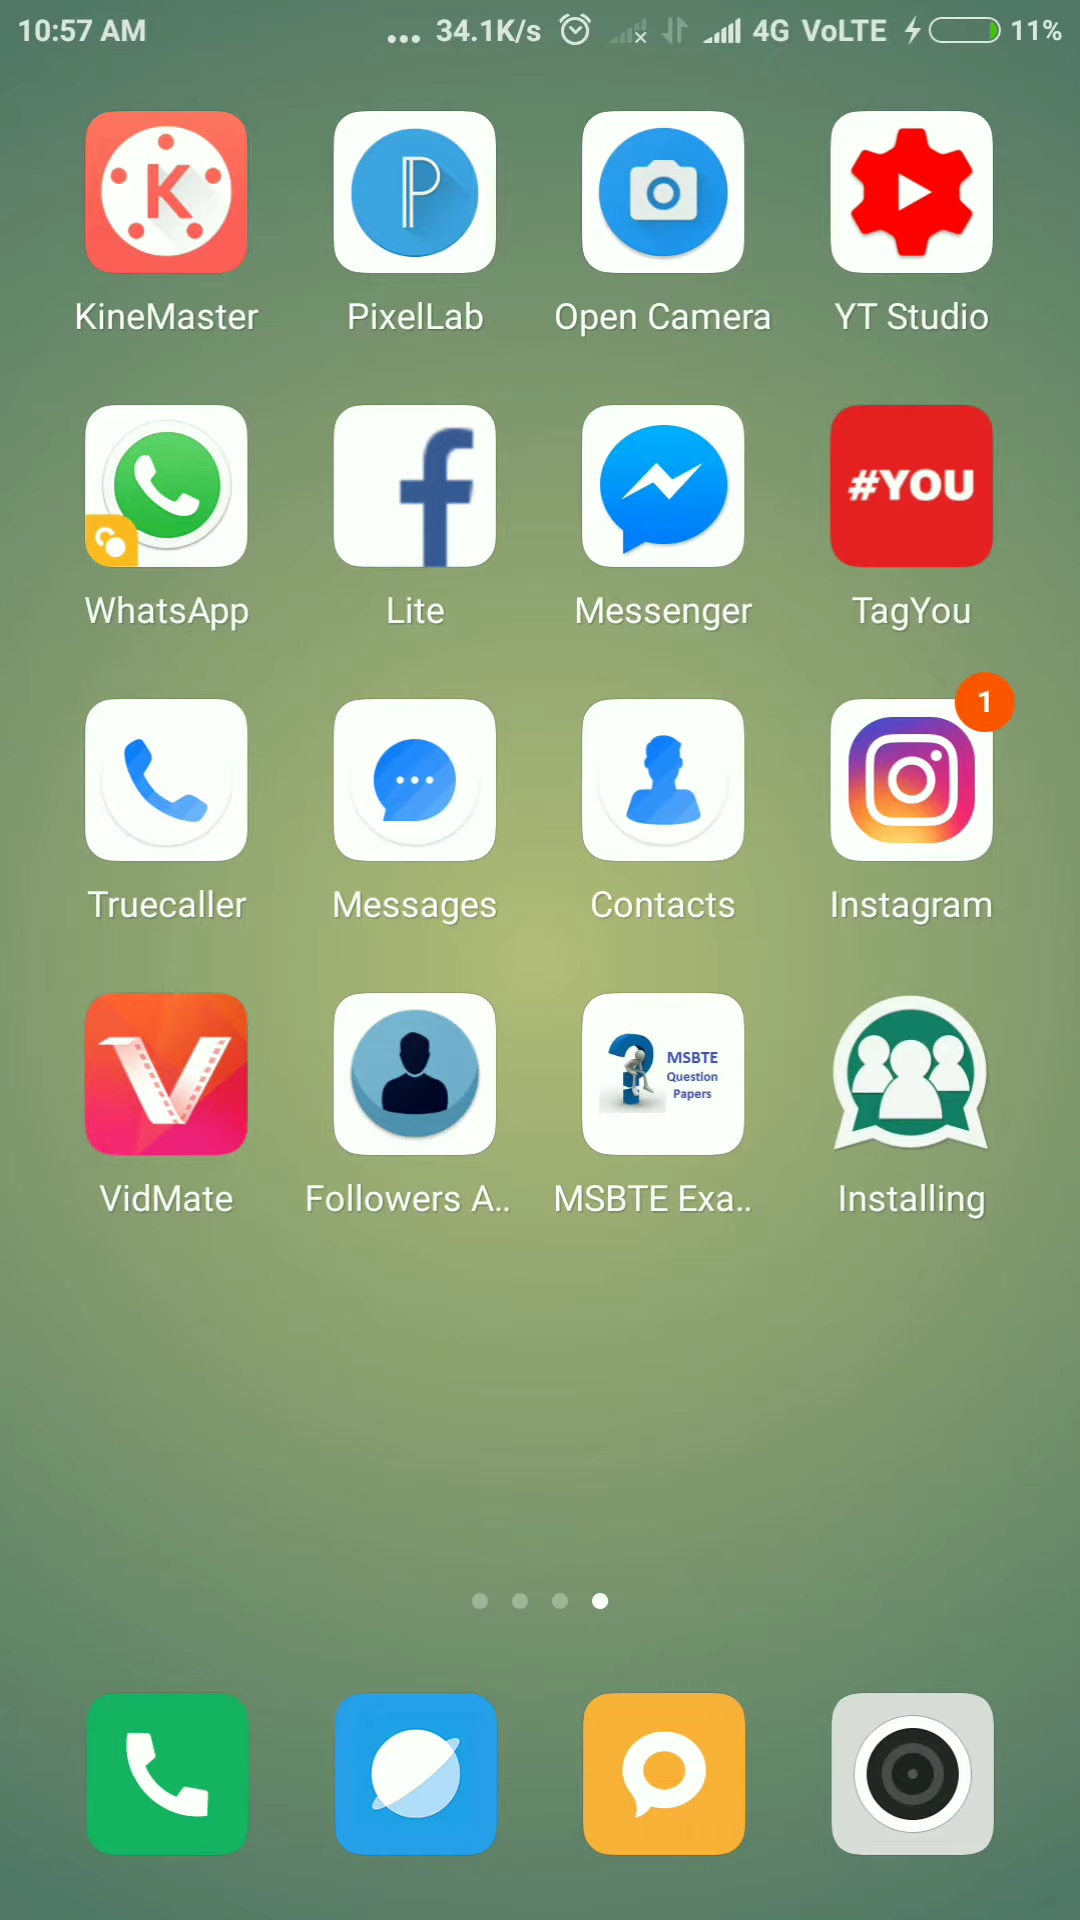 10:57 AM ... 34.1K/s 4G VoLTE 11%
K P
KineMaster PixelLab Open Camera YT Studio
f #YOU
WhatsApp Lite Messenger TagYou
1
Truecaller Messages Contacts Instagram
V ? MSBTE
Question
Papers
VidMate Followers A.. MSBTE Exa.. Installing